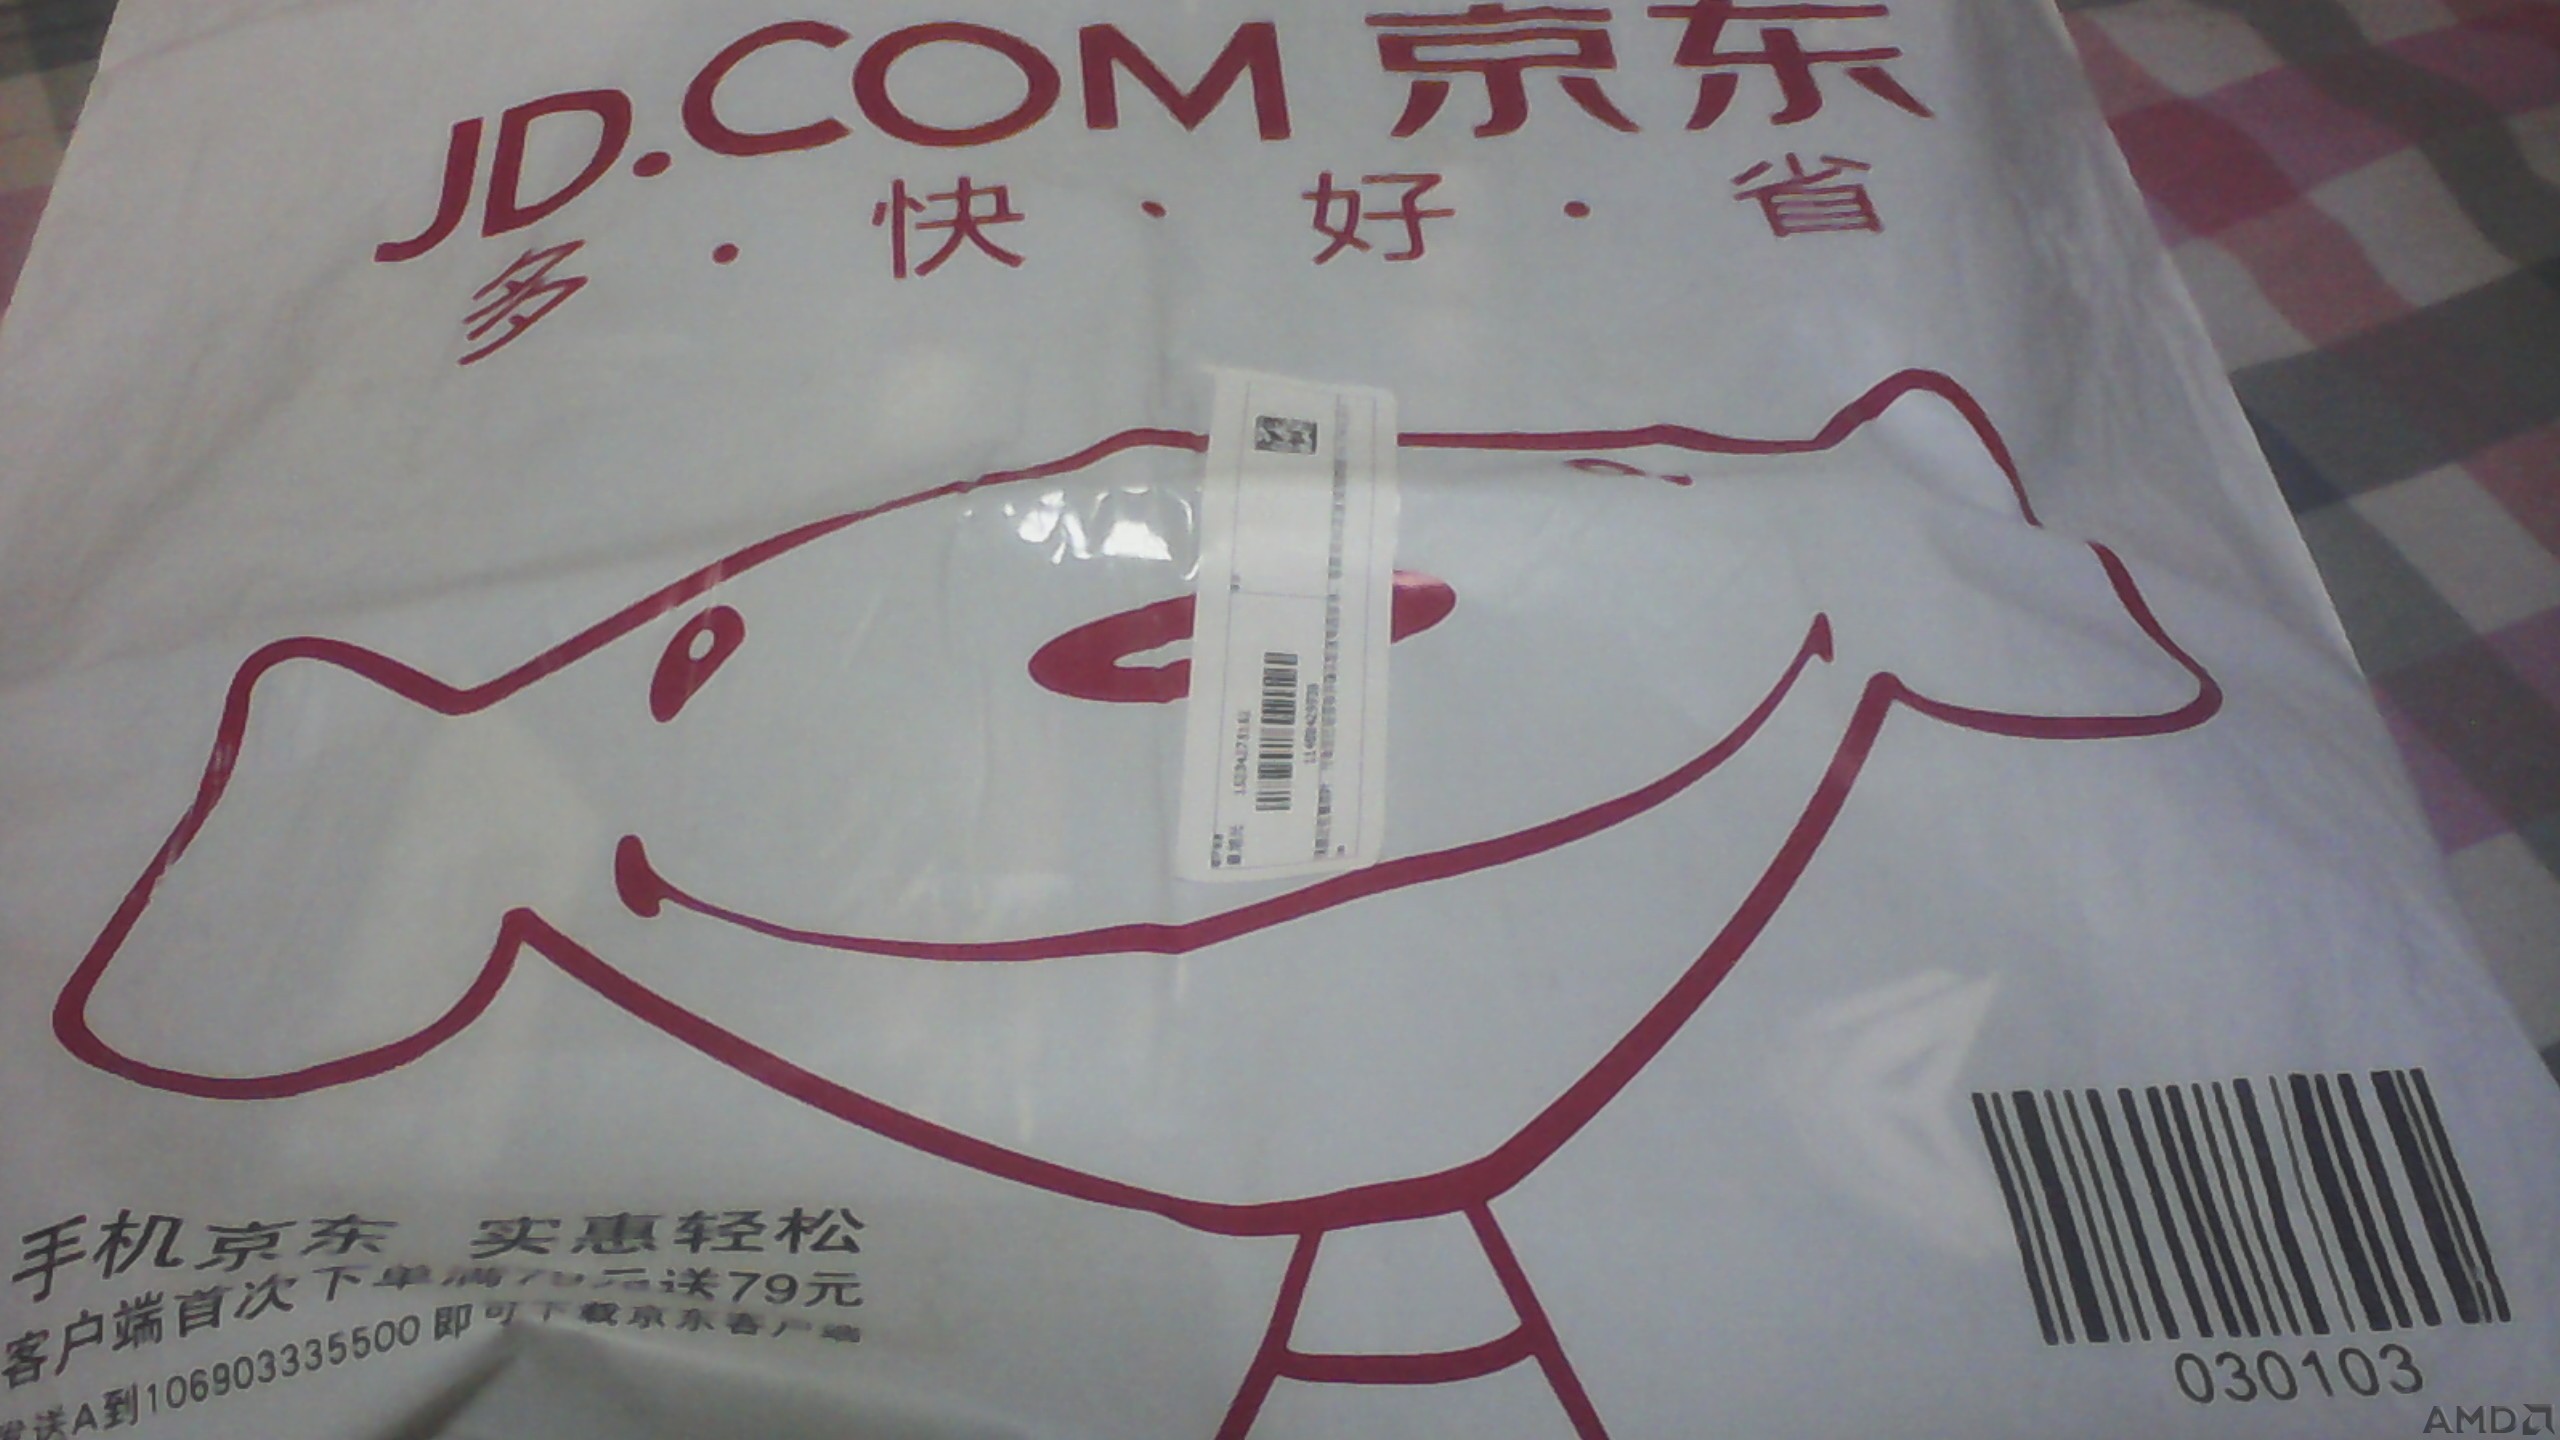 JD.COM 京东
多·快·好·省
手机京东 实惠轻松
客户端首次下单满79元送79元
发送A到106903335500即可下载京东客户端
030103
AMD